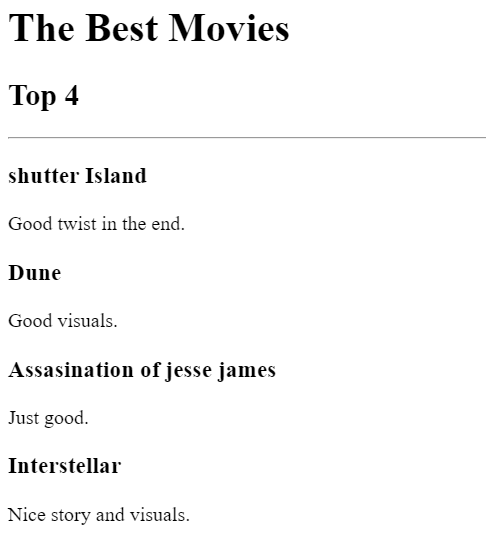 The Best Movies
Top 4
shutter Island
Good twist in the end.
Dune
Good visuals.
Assasination of jesse james
Just good.
Interstellar
Nice story and visuals.